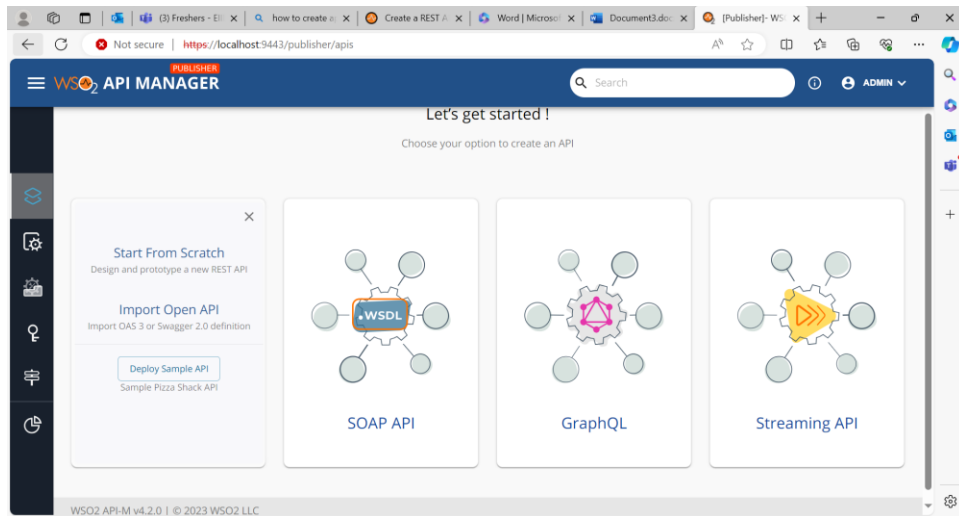 (3) Freshers - E
how to create a
Create a REST A
Word | Microsof
Document3.doc
[Publisher]- WS
Not secure | https://localhost:9443/publisher/apis
PUBLISHER
WSO2 API MANAGER
Search
ADMIN
Let's get started !
Choose your option to create an API
Start From Scratch
Design and prototype a new REST API
Import Open API
Import OAS 3 or Swagger 2.0 definition
Deploy Sample API
Sample Pizza Shack API
.WSDL
SOAP API
GraphQL
Streaming API
WSO2 API-M v4.2.0 | © 2023 WSO2 LLC